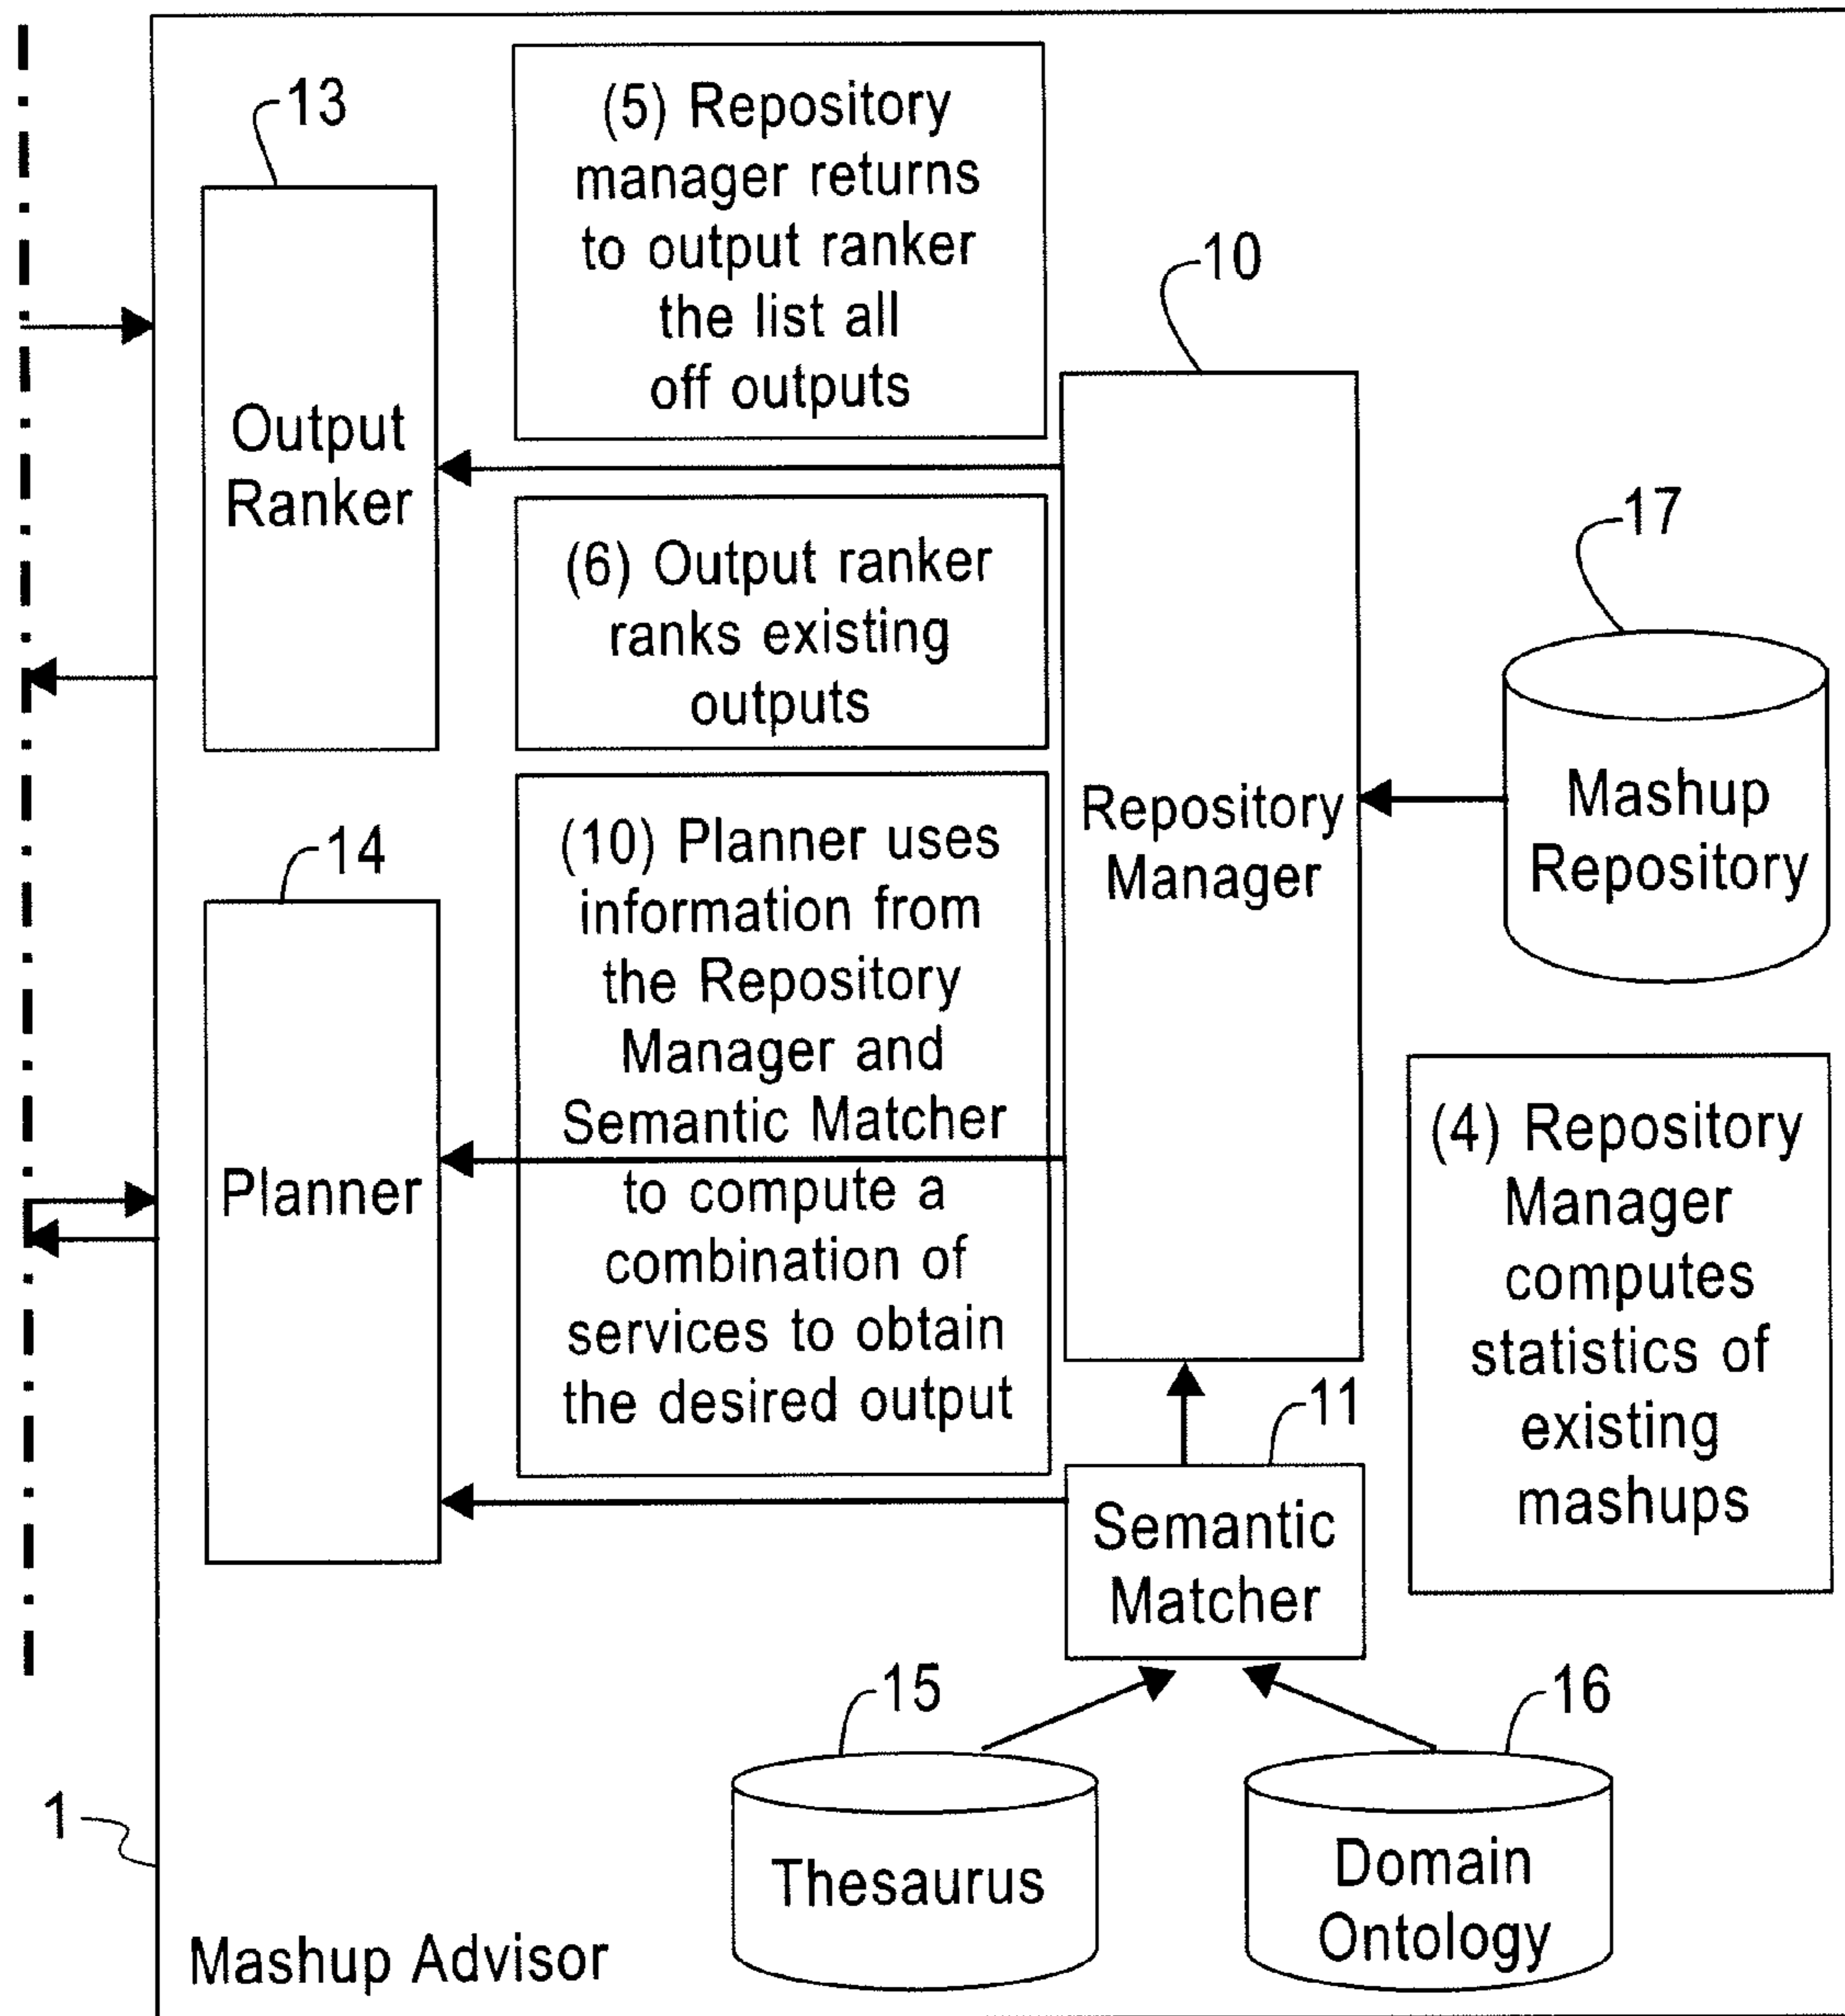 13
(5) Repository
manager returns
to output ranker
the list all
off outputs
10
Output
Ranker
(6) Output ranker
ranks existing
outputs
17
Mashup
Repository
Repository
Manager
14
(10) Planner uses
information from
the Repository
Manager and
Semantic Matcher
to compute a
combination of
services to obtain
the desired output
Planner
(4) Repository
Manager
computes
statistics of
existing
mashups
11
Semantic
Matcher
15
16
1
Thesaurus
Domain
Ontology
Mashup Advisor